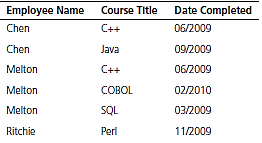 Employee Name Course Title Date Completed
Chen C++ 06/2009
Chen Java 09/2009
Melton C++ 06/2009
Melton COBOL 02/2010
Melton SQL 03/2009
Ritchie Perl 11/2009